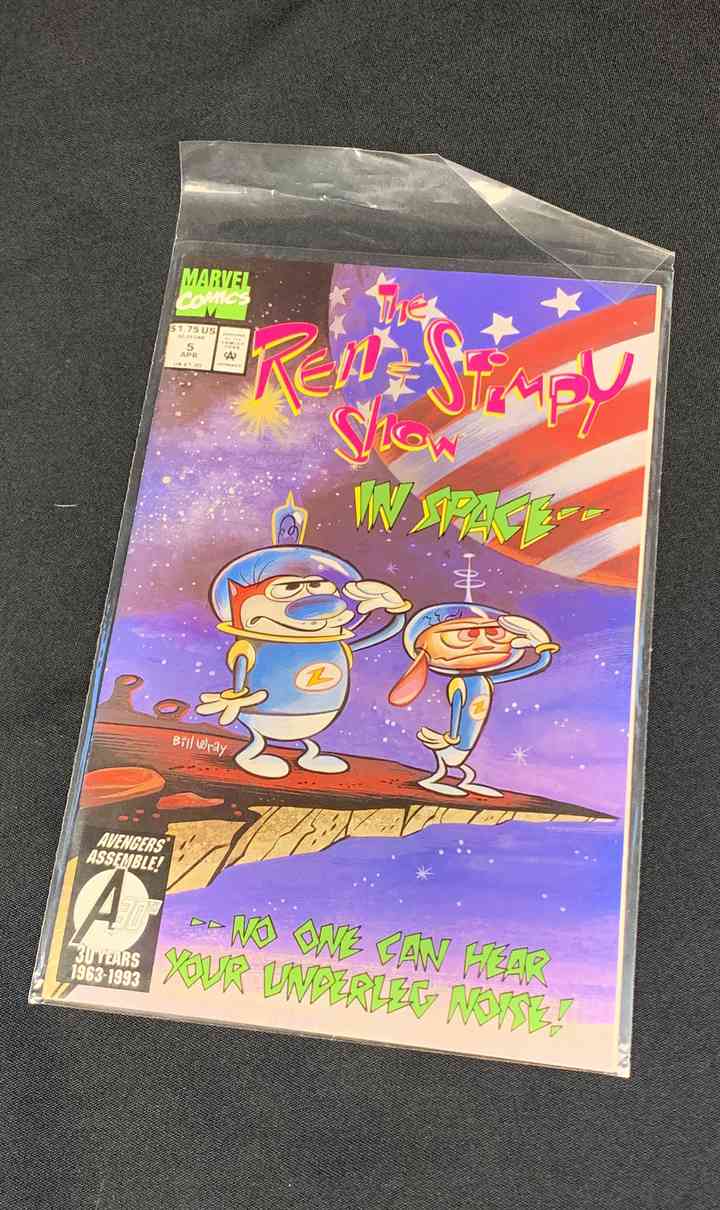 MARVEL
COMICS
M
$1.75 US
5
APR
The
Ren & Stimpy
Show
IN SPACE--
Z
Z
Bill Wray
AVENGERS
ASSEMBLE!
A 30TH
30 YEARS
1963-1993
-- NO ONE CAN HEAR
YOUR UNDERLEG NOISE!